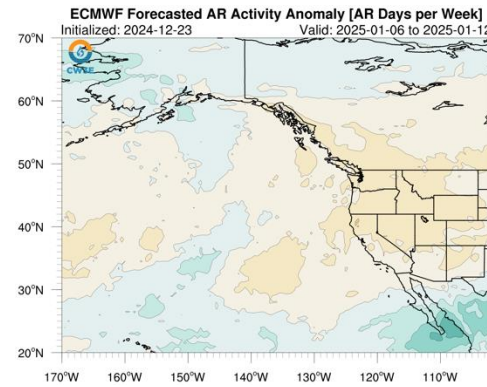 ECMWF Forecasted AR Activity Anomaly [AR Days per Week]
Initialized: 2024-12-23 Valid: 2025-01-06 to 2025-01-12
CW3E
70°N
60°N
50°N
40°N
30°N
20°N
170°W 160°W 150°W 140°W 130°W 120°W 110°W